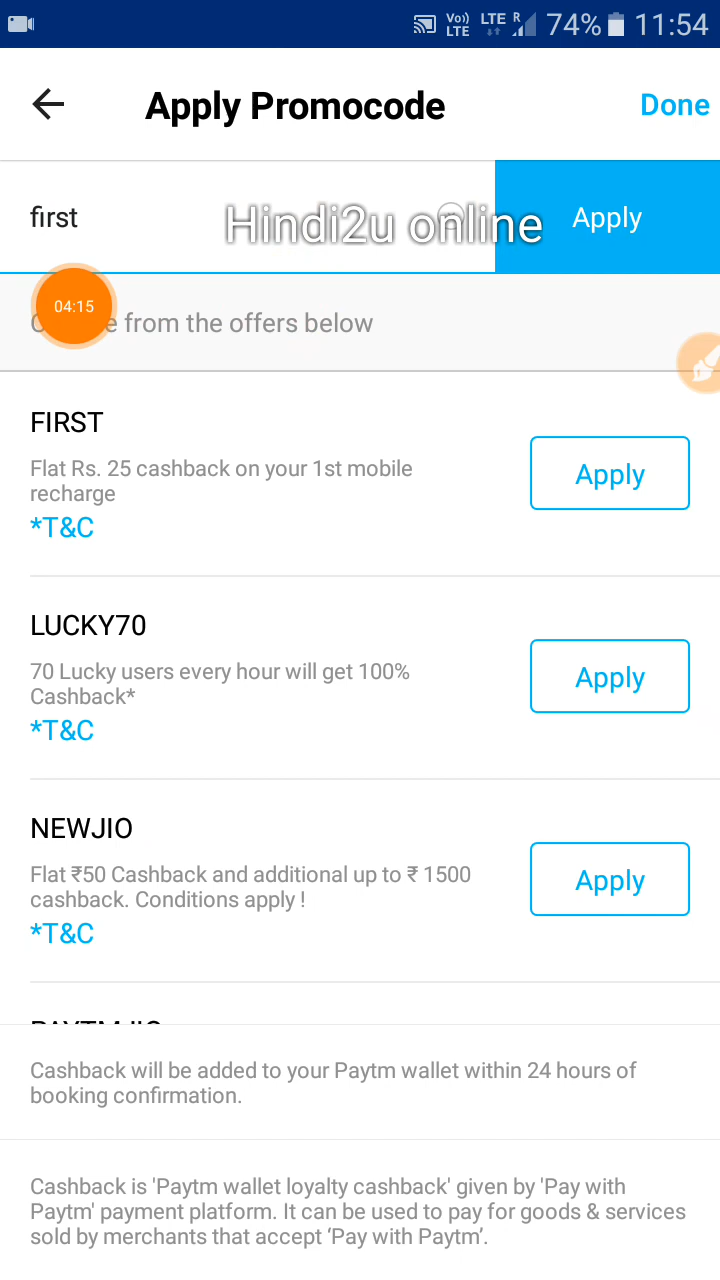 Vo)) LTE LTE R 74% 11:54
Apply Promocode Done
first Hindi2u online Apply
04:15
from the offers below
FIRST
Flat Rs. 25 cashback on your 1st mobile
recharge
Apply
*T&C
LUCKY70
70 Lucky users every hour will get 100%
Cashback*
Apply
*T&C
NEWJIO
Flat ₹50 Cashback and additional up to ₹ 1500
cashback. Conditions apply !
Apply
*T&C
Cashback will be added to your Paytm wallet within 24 hours of
booking confirmation.
Cashback is 'Paytm wallet loyalty cashback' given by 'Pay with
Paytm' payment platform. It can be used to pay for goods & services
sold by merchants that accept ‘Pay with Paytm’.